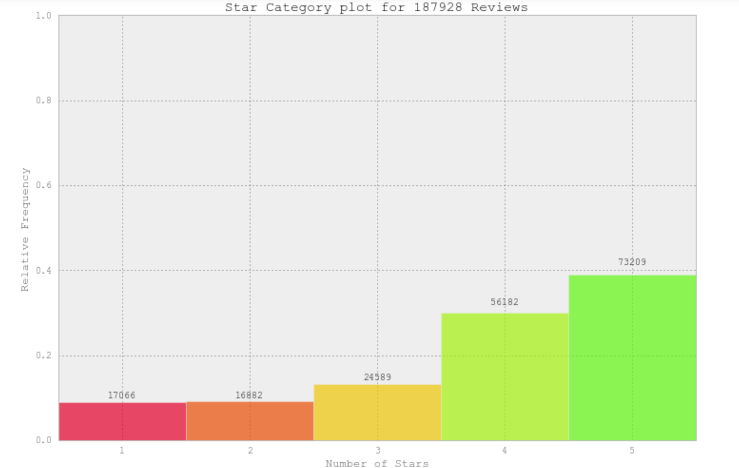 Star Category plot for 187928 Reviews
1.0
0.8
0.6
0.4
0.2
0.0
Relative Frequency
17066
16882
24589
56182
73209
1 2 3 4 5
Number of Stars